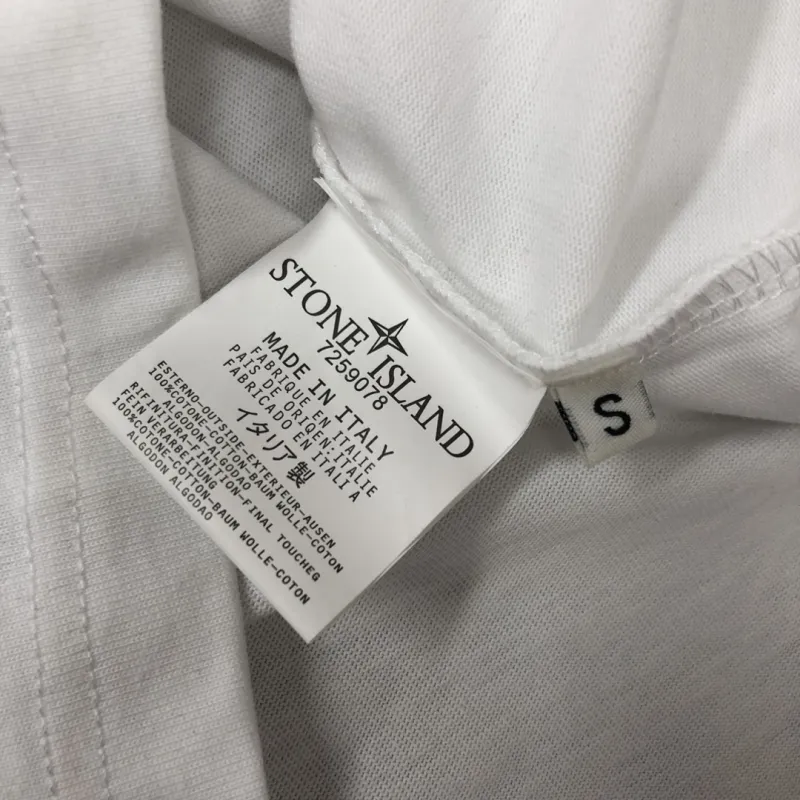 STONE ISLAND
7259078
MADE IN ITALY
FABRIQUE EN ITALIE
PAIS DE ORIGEN:ITALIE
FABRICADO EN ITALIA
イタリア製
ESTERNO-OUTSIDE-EXTERIEUR-AUSEN
100%COTONE-COTTON-BAUM WOLLE-COTON
ALGODON-ALGODAO
RIFINITURA-FINITION-FINAL TOUCHEG
FEIN VERARBEITUNG
100%COTONE-COTTON-BAUM WOLLE-COTON
ALGODON ALGODAO
S